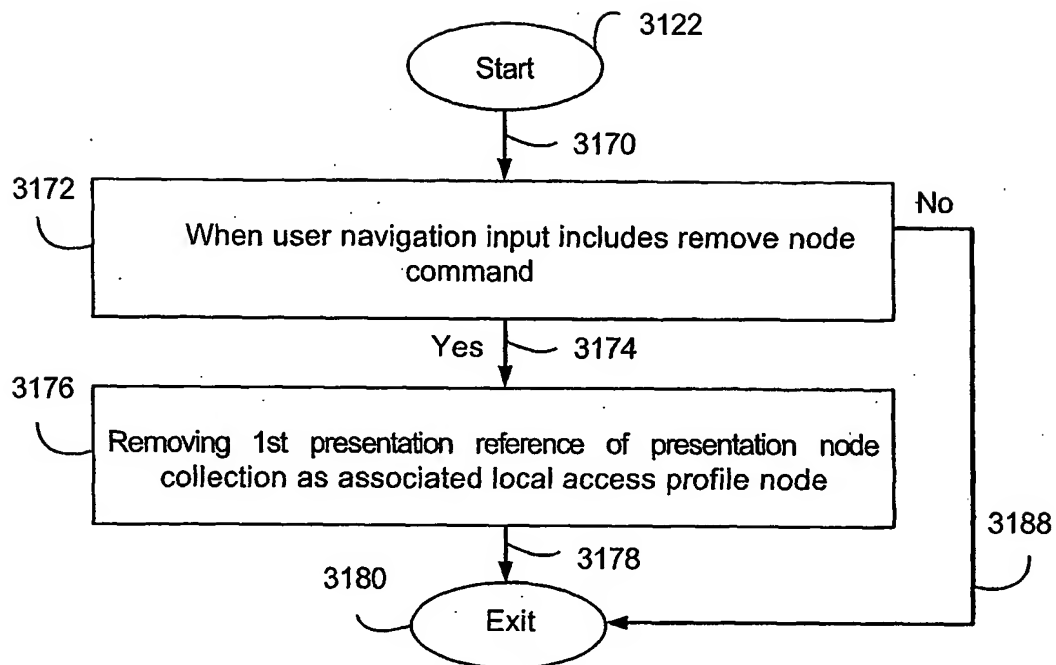 3122
Start
3170
3172
No
When user navigation input includes remove node
command
Yes
3174
3176
Removing 1st presentation reference of presentation node
collection as associated local access profile node
3188
3178
3180
Exit